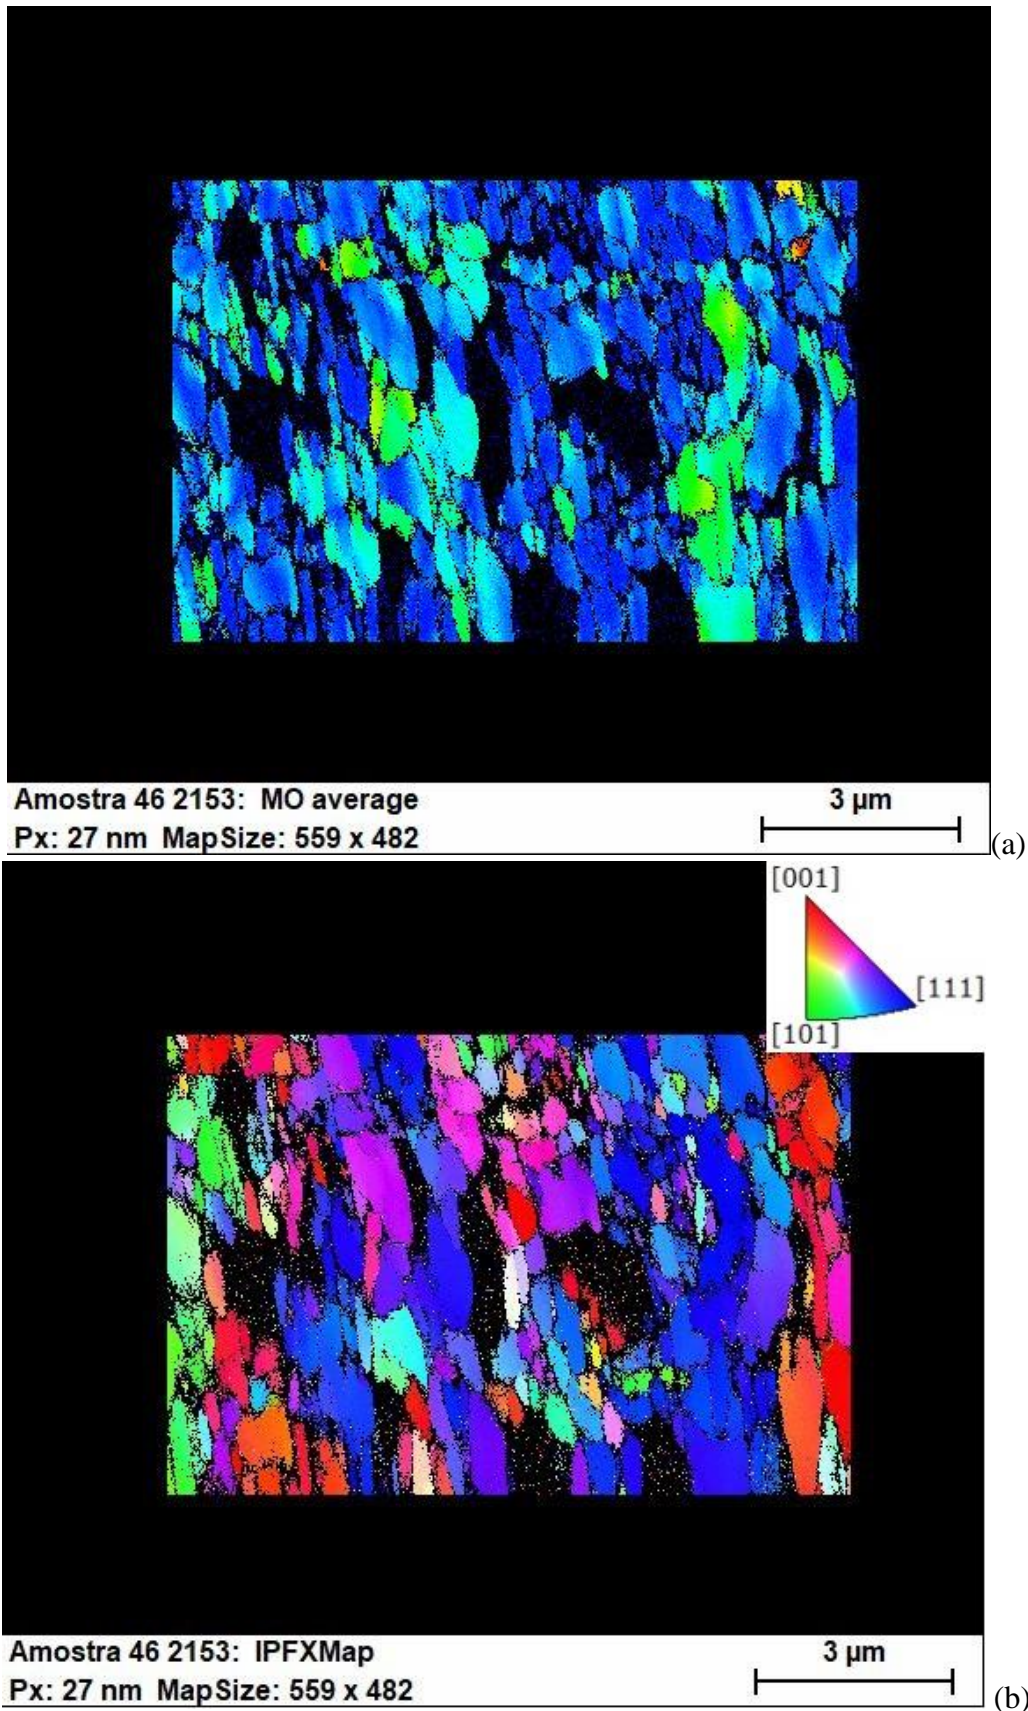 Amostra 46 2153: MO average
3 µm
Px: 27 nm MapSize: 559 x 482
(a)
[001]
[111]
[101]
Amostra 46 2153: IPFXMap
3 µm
Px: 27 nm MapSize: 559 x 482
(b)